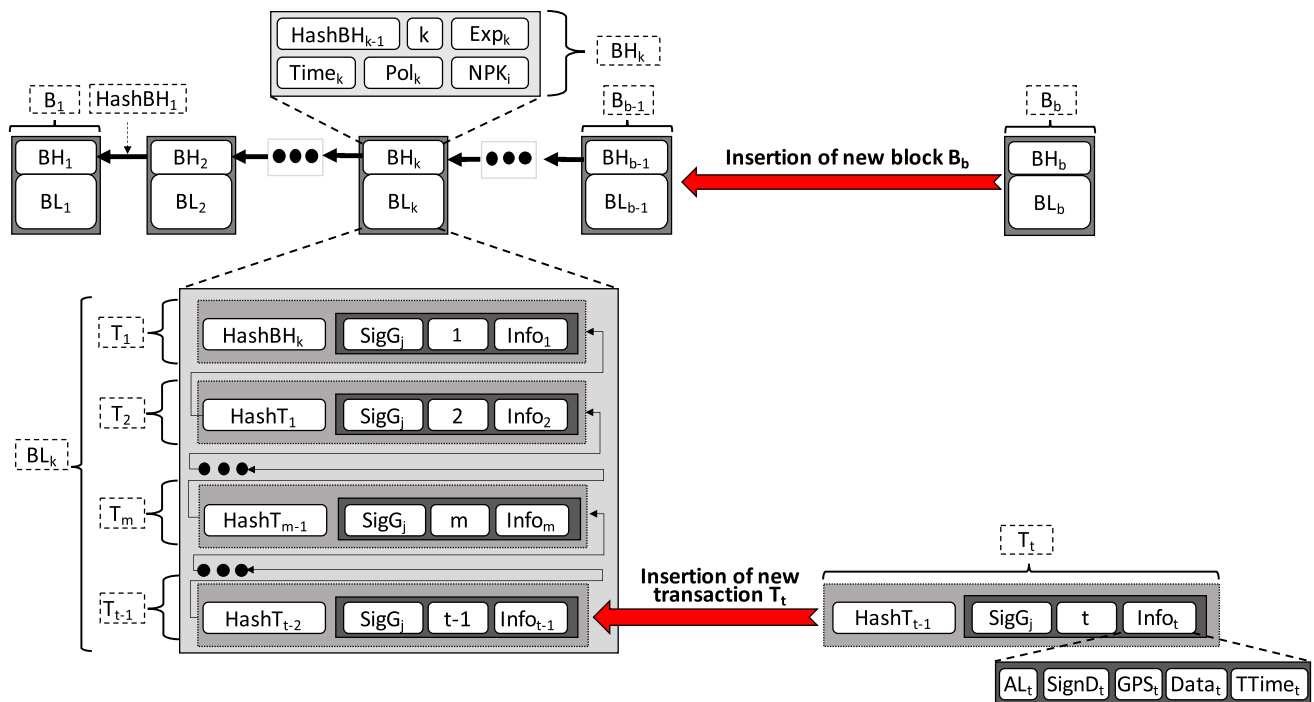 HashBH_k-1 k Exp_k
Time_k Pol_k NPK_i
BH_k
B_1 HashBH_1 B_b-1 B_b
BH_1 BH_2 BH_k BH_b-1 Insertion of new block B_b BH_b
BL_1 BL_2 BL_k BL_b-1 BL_b
T_1 HashBH_k SigG_j 1 Info_1
T_2 HashT_1 SigG_j 2 Info_2
BL_k
T_m HashT_m-1 SigG_j m Info_m
T_t
Insertion of new
transaction T_t
T_t-1 HashT_t-2 SigG_j t-1 Info_t-1 HashT_t-1 SigG_j t Info_t
AL_t SignD_t GPS_t Data_t TTime_t